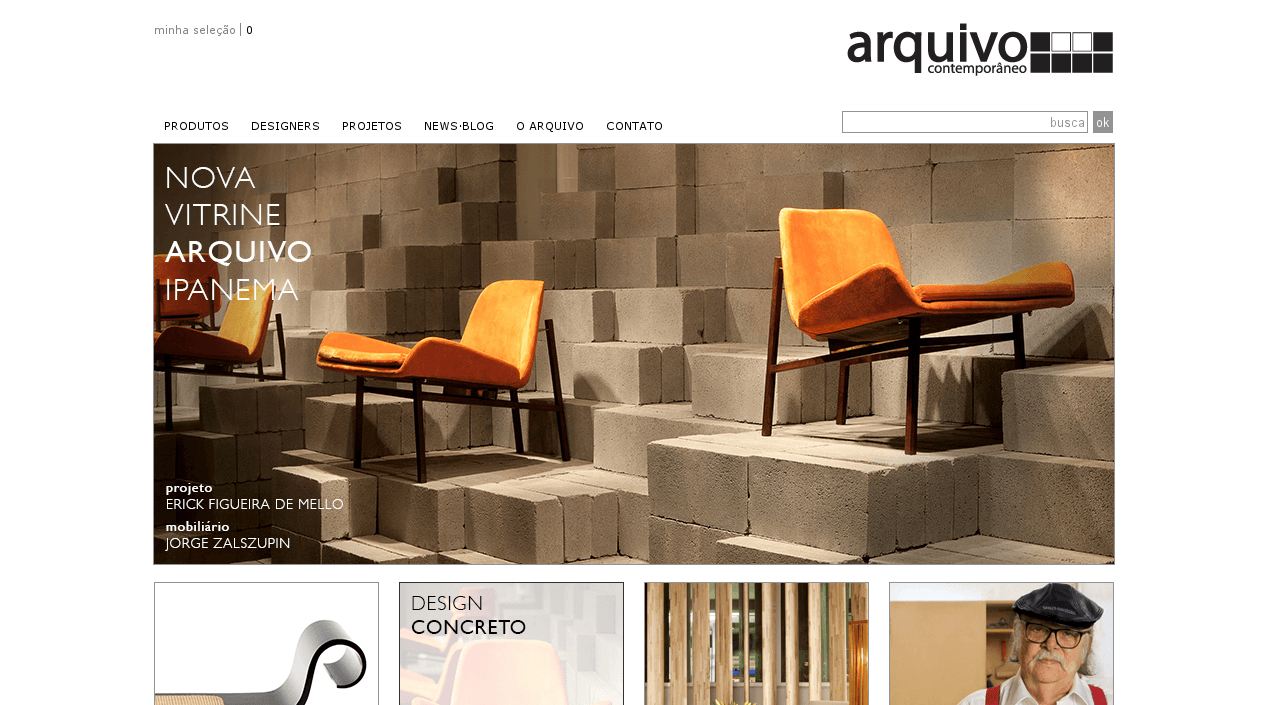 minha seleção | 0
arquivo
contemporâneo
PRODUTOS DESIGNERS PROJETOS NEWS·BLOG O ARQUIVO CONTATO
busca ok
NOVA
VITRINE
ARQUIVO
IPANEMA
projeto
ERICK FIGUEIRA DE MELLO
mobiliário
JORGE ZALSZUPIN
DESIGN
CONCRETO